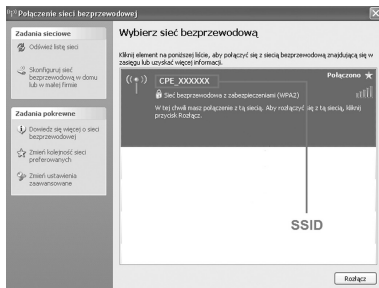 Połączenie sieci bezprzewodowej
Zadania sieciowe
Odśwież listę sieci
Skonfiguruj sieć
bezprzewodową w domu
lub w małej firmie
Zadania pokrewne
Dowiedz się więcej o sieci
bezprzewodowej
Zmień kolejność sieci
preferowanych
Zmień ustawienia
zaawansowane
Wybierz sieć bezprzewodową
Kliknij element na poniższej liście, aby połączyć się z siecią bezprzewodową znajdującą się w
zasięgu lub uzyskać więcej informacji.
CPE_XXXXXX
Połączono
Sieć bezprzewodowa z zabezpieczeniami (WPA2)
W tej chwili masz połączenie z tą siecią. Aby rozłączyć się z tą siecią, kliknij
przycisk Rozłącz.
SSID
Rozłącz